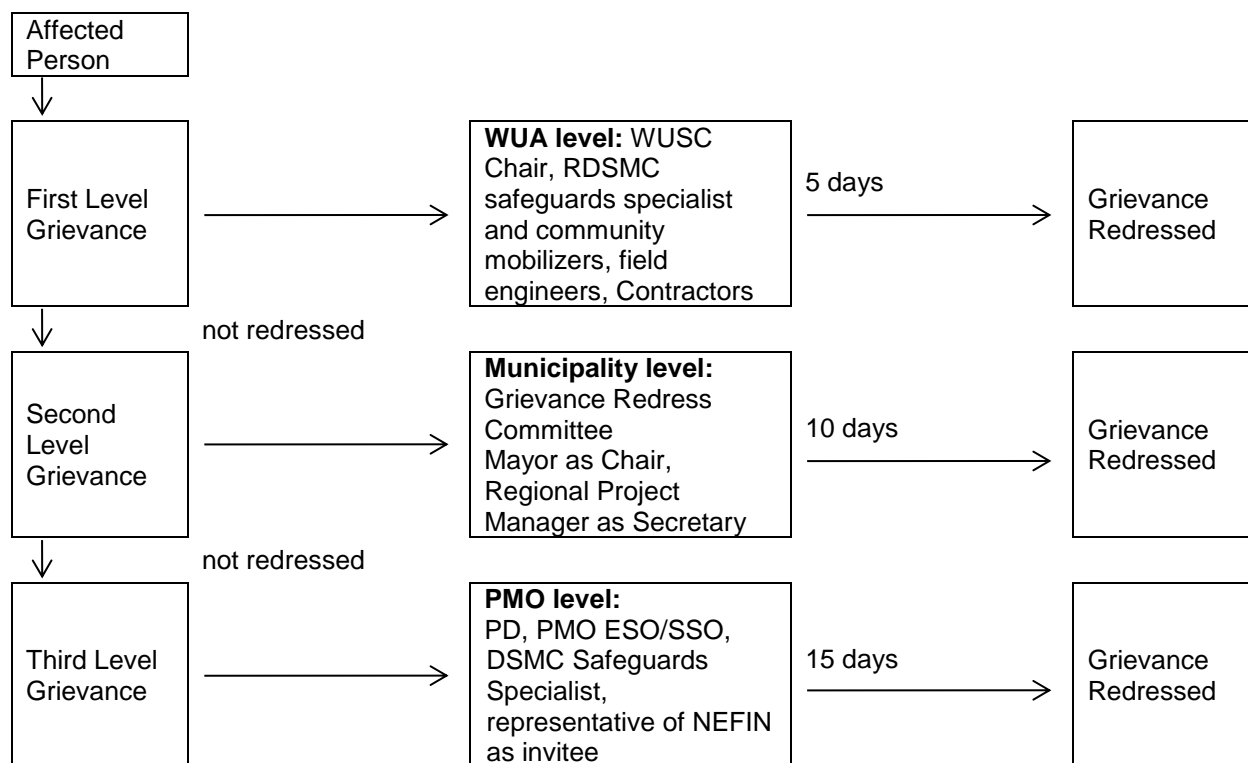 Affected
Person
First Level
Grievance
WUA level: WUSC
Chair, RDSMC
safeguards specialist
and community
mobilizers, field
engineers, Contractors
5 days
Grievance
Redressed
not redressed
Second
Level
Grievance
Municipality level:
Grievance Redress
Committee
Mayor as Chair,
Regional Project
Manager as Secretary
10 days
Grievance
Redressed
not redressed
Third Level
Grievance
PMO level:
PD, PMO ESO/SSO,
DSMC Safeguards
Specialist,
representative of NEFIN
as invitee
15 days
Grievance
Redressed